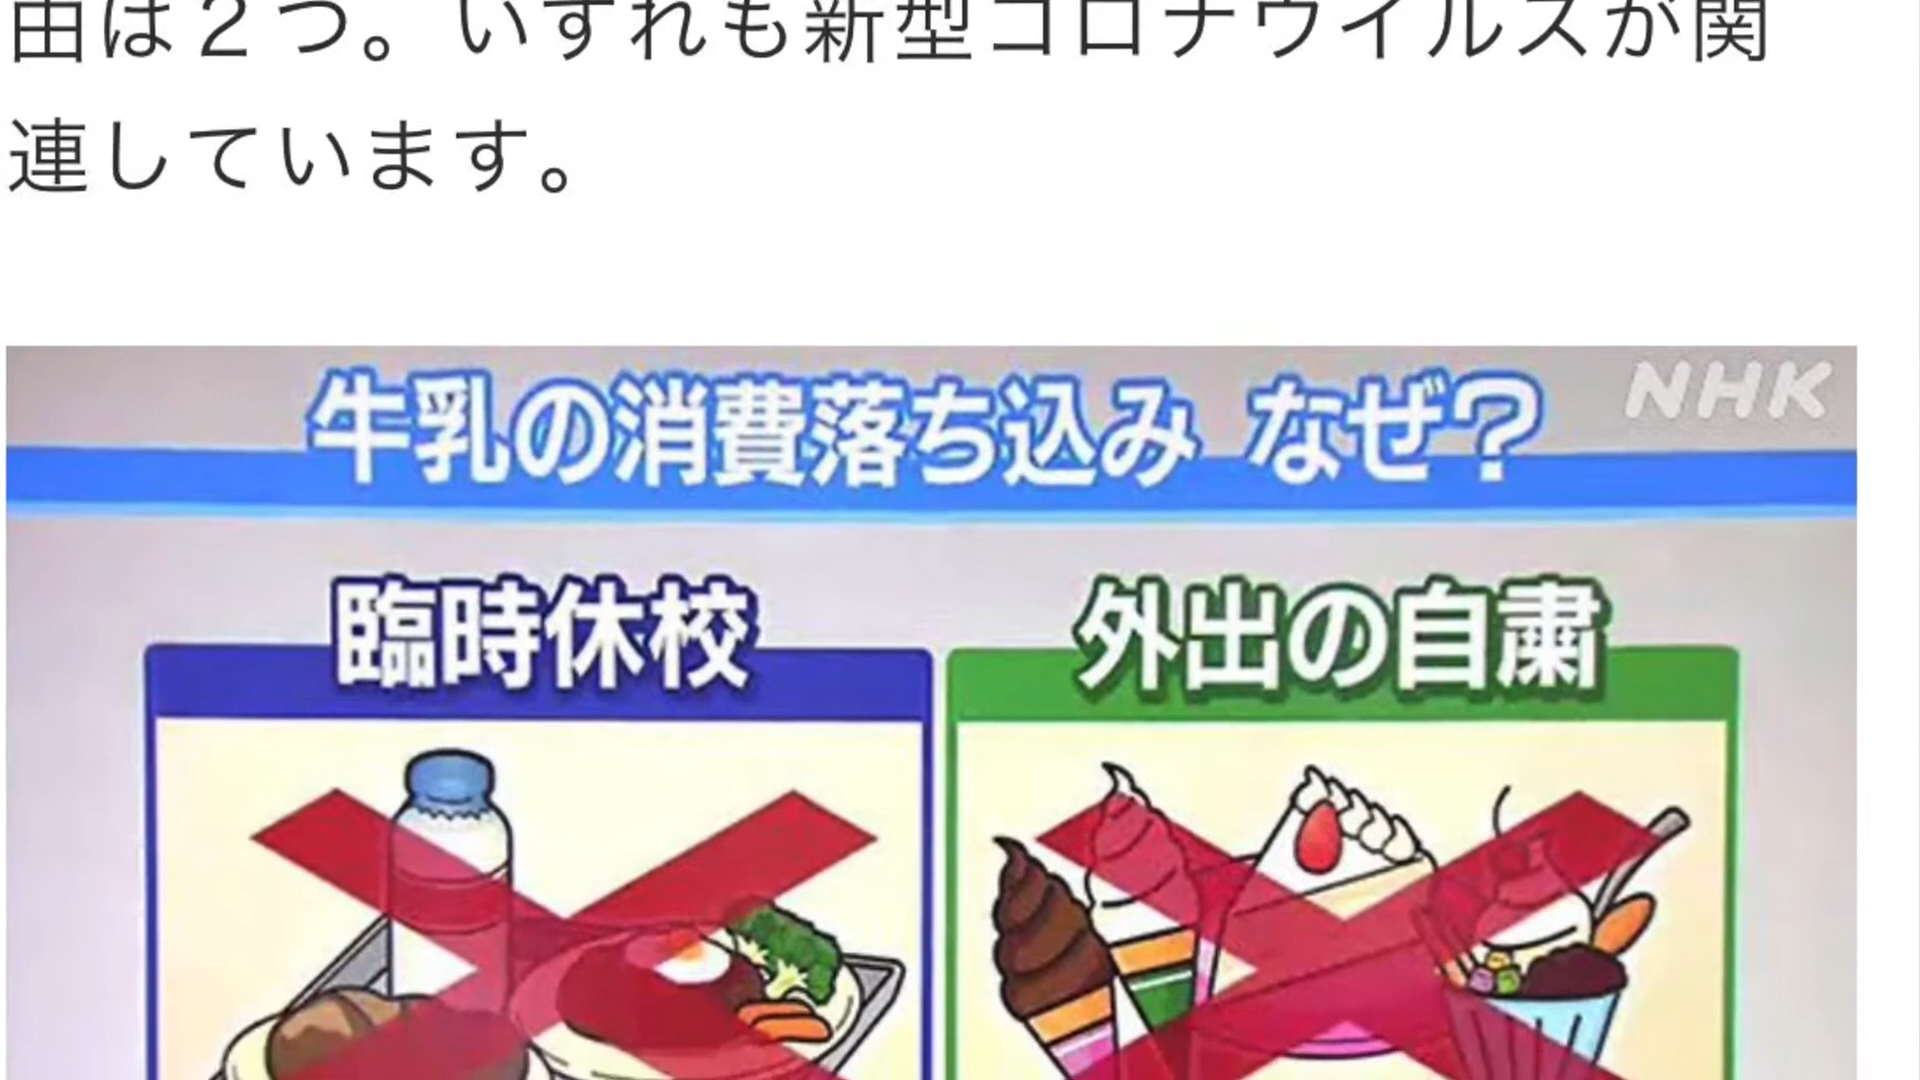 由は２つ。いずれも新型コロナウイルスが関
連しています。
牛乳の消費落ち込み なぜ？
NHK
臨時休校
外出の自粛